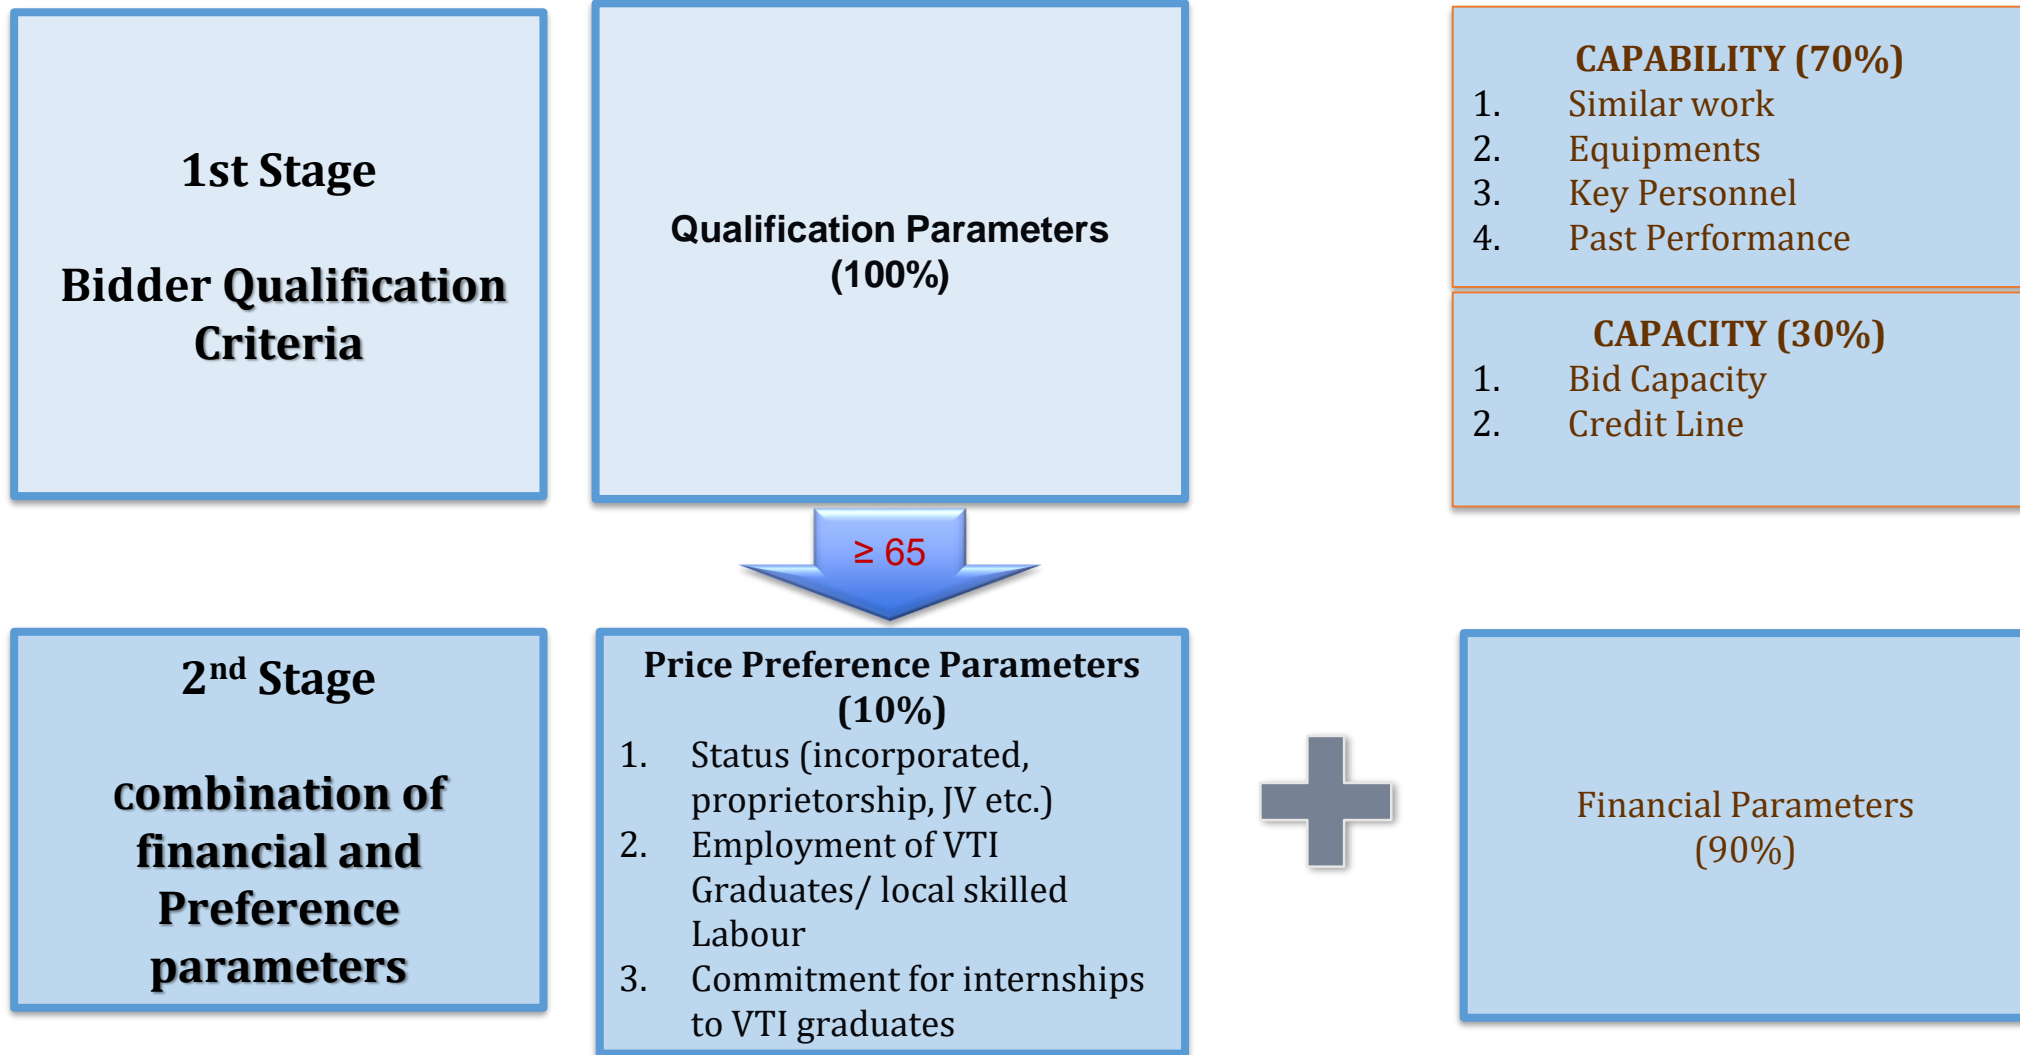 1st Stage
Bidder Qualification
Criteria
Qualification Parameters
(100%)
CAPABILITY (70%)
1. Similar work
2. Equipments
3. Key Personnel
4. Past Performance
CAPACITY (30%)
1. Bid Capacity
2. Credit Line
≥ 65
2nd Stage
combination of
financial and
Preference
parameters
Price Preference Parameters
(10%)
1. Status (incorporated,
proprietorship, JV etc.)
2. Employment of VTI
Graduates/ local skilled
Labour
3. Commitment for internships
to VTI graduates
Financial Parameters
(90%)